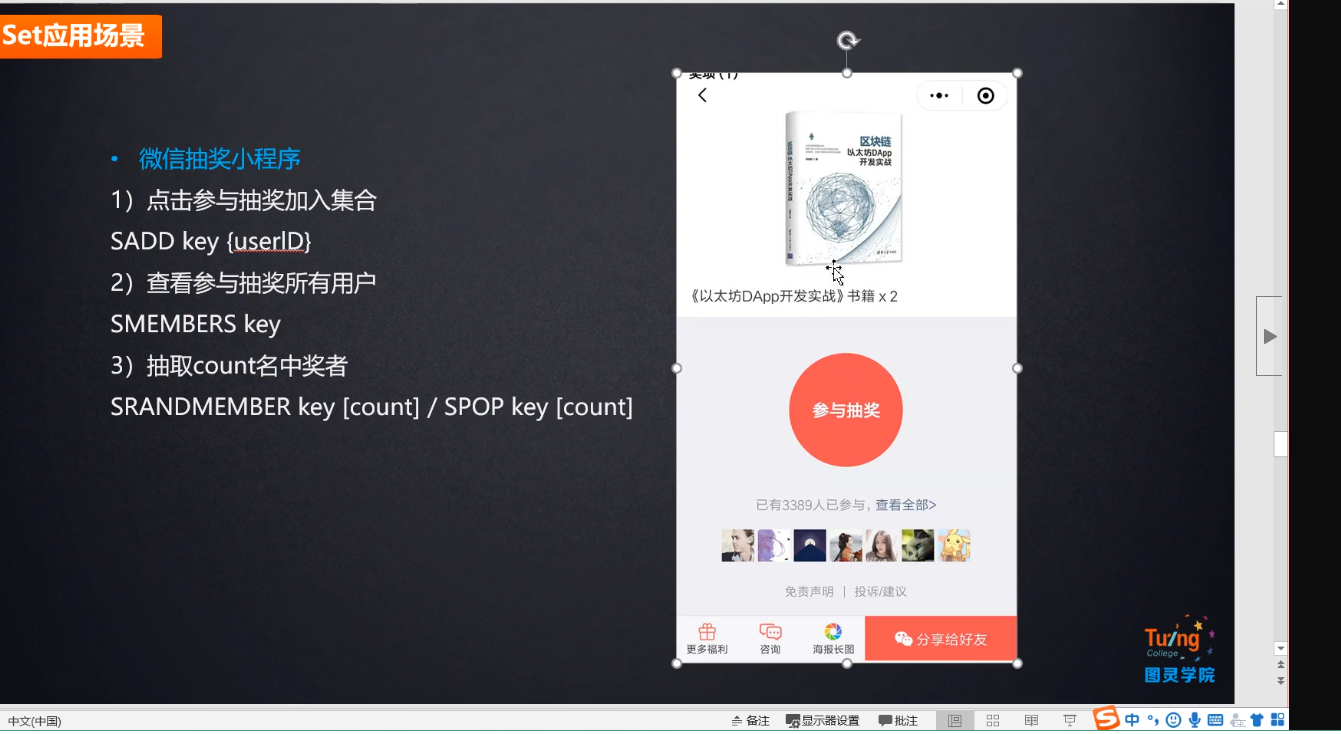 Set应用场景
• 微信抽奖小程序
1）点击参与抽奖加入集合
SADD key {userID}
2）查看参与抽奖所有用户
SMEMBERS key
3）抽取count名中奖者
SRANDMEMBER key [count] / SPOP key [count]
奖项 (1)
区块链
以太坊DApp
开发实战
《以太坊DApp开发实战》书籍 x 2
参与抽奖
已有3389人已参与，查看全部>
免责声明 | 投诉/建议
更多福利 咨询 海报长图 分享给好友
Tuling
College
图灵学院
中文(中国) 备注 显示器设置 批注 中